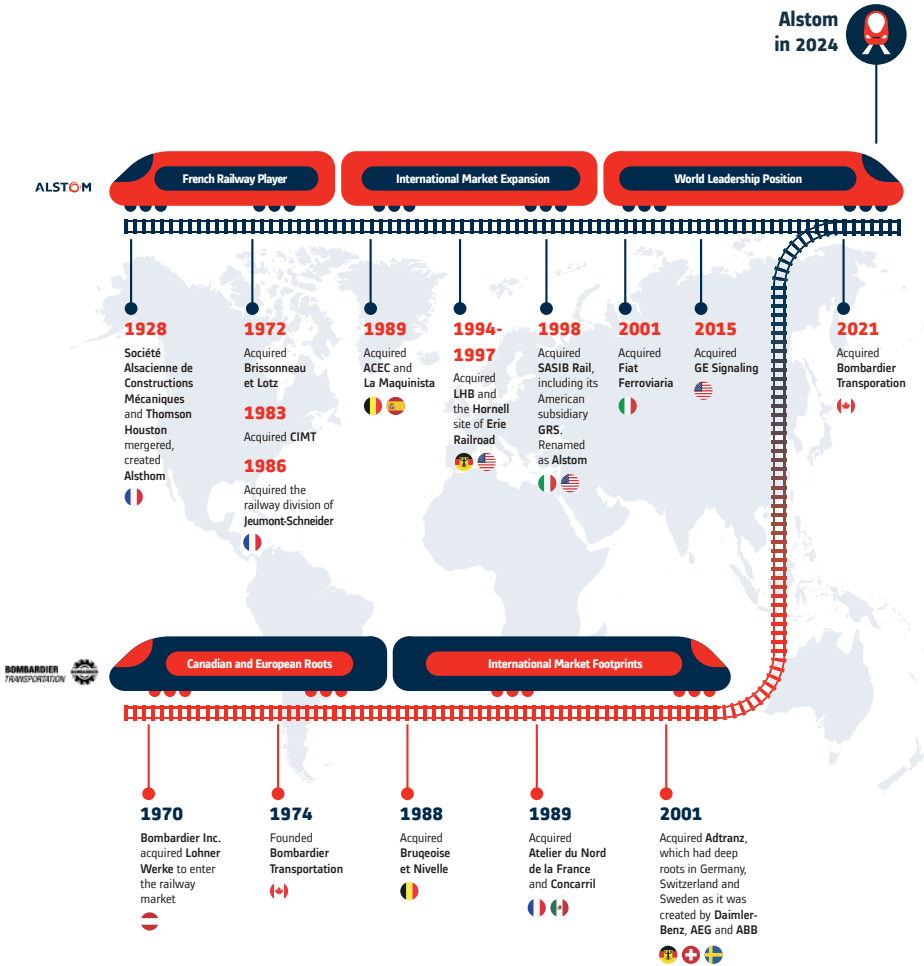 Alstom
in 2024
ALSTOM
French Railway Player
International Market Expansion
World Leadership Position
1928
Société
Alsacienne de
Constructions
Mécaniques
and Thomson
Houston
mergered,
created
Alsthom
1972
Acquired
Brissonneau
et Lotz
1983
Acquired CIMT
1986
Acquired the
railway division of
Jeumont-Schneider
1989
Acquired
ACEC and
La Maquinista
1994-
1997
Acquired
LHB and
the Hornell
site of Erie
Railroad
1998
Acquired
SASIB Rail,
including its
American
subsidiary
GRS.
Renamed
as Alstom
2001
Acquired
Fiat
Ferroviaria
2015
Acquired
GE Signaling
2021
Acquired
Bombardier
Transporation
BOMBARDIER
TRANSPORTATION
Canadian and European Roots
International Market Footprints
1970
Bombardier Inc.
acquired Lohner
Werke to enter
the railway
market
1974
Founded
Bombardier
Transportation
1988
Acquired
Bruqeoise
et Nivelle
1989
Acquired
Atelier du Nord
de la France
and Concarril
2001
Acquired Adtranz,
which had deep
roots in Germany,
Switzerland and
Sweden as it was
created by Daimler-
Benz, AEG and ABB